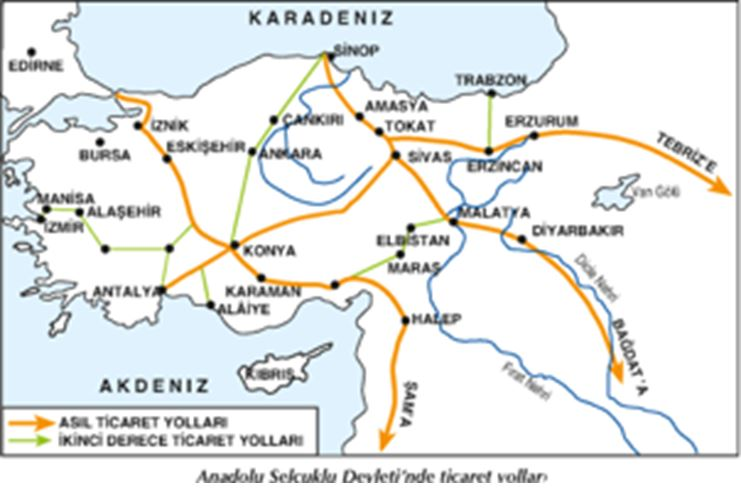 KARADENİZ
SİNOP
EDİRNE
TRABZON
AMASYA
ÇANKIRI
TOKAT
ERZURUM
İZNİK
TEBRİZ'E
ESKİŞEHİR
ANKARA
BURSA
SİVAS
ERZİNCAN
Van Gölü
MANİSA
ALAŞEHİR
MALATYA
İZMİR
DİYARBAKIR
ELBİSTAN
KONYA
MARAŞ
Dicle Nehri
ANTALYA
KARAMAN
ALÂİYE
HALEP
BAĞDAT'A
KIBRIS
Fırat Nehri
AKDENİZ
ŞAM'A
ASIL TİCARET YOLLARI
İKİNCİ DERECE TİCARET YOLLARI
Anadolu Selçuklu Devleti'nde ticaret yolları